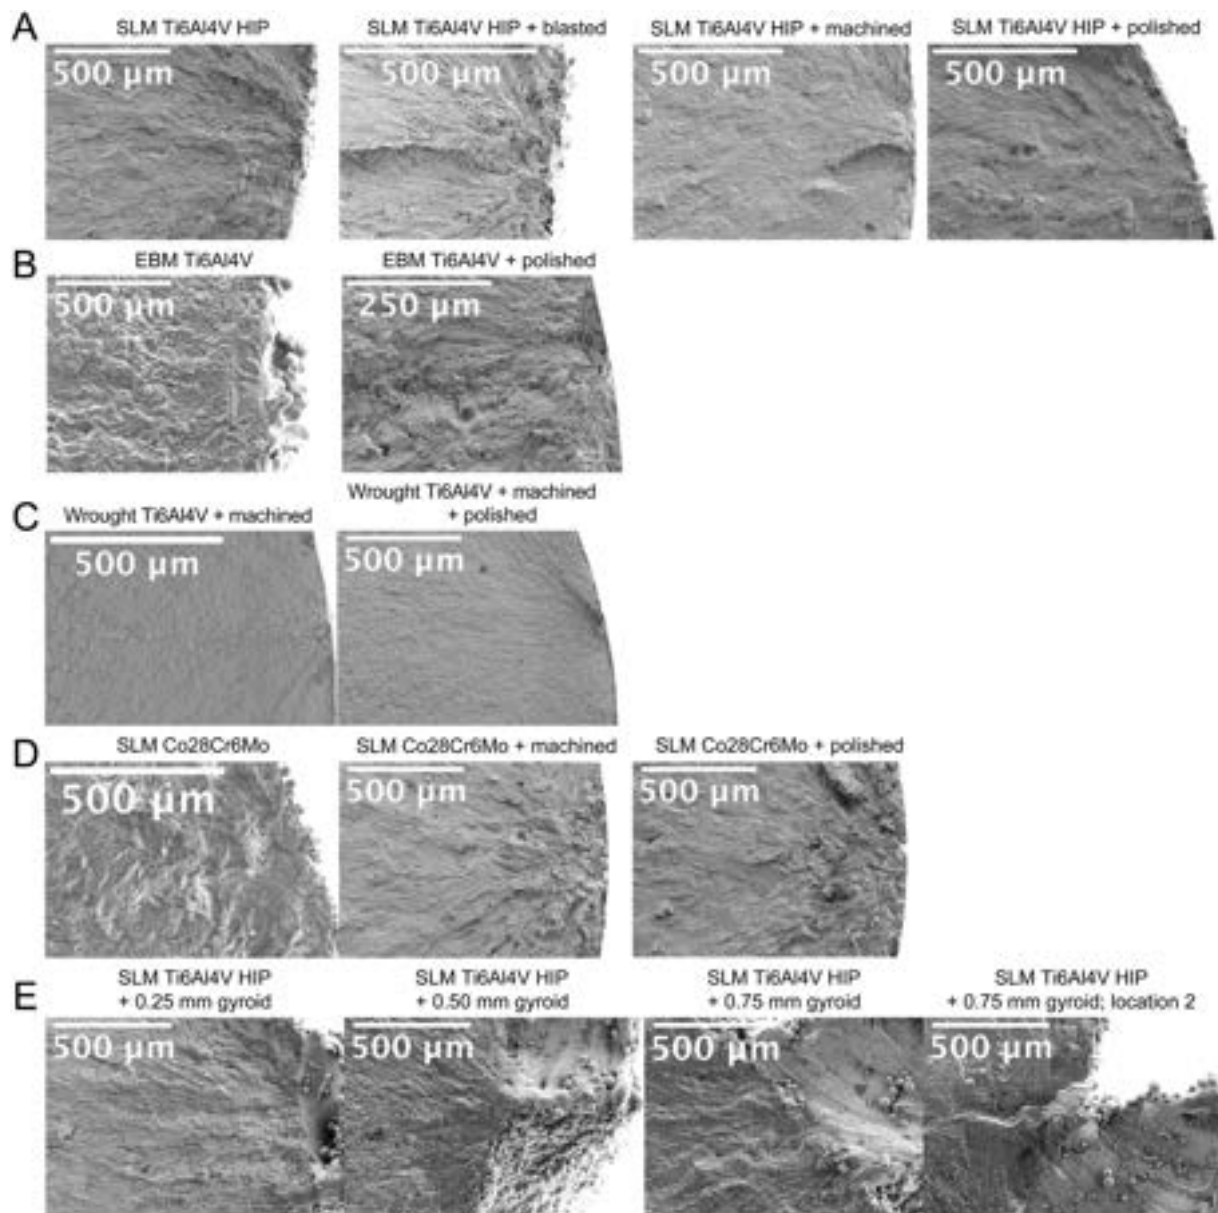 A
SLM Ti6Al4V HIP
SLM Ti6Al4V HIP + blasted
SLM Ti6Al4V HIP + machined
SLM Ti6Al4V HIP + polished
500 µm
500 µm
500 µm
500 µm
B
EBM Ti6Al4V
EBM Ti6Al4V + polished
500 µm
250 µm
C
Wrought Ti6Al4V + machined
Wrought Ti6Al4V + machined
+ polished
500 µm
500 µm
D
SLM Co28Cr6Mo
SLM Co28Cr6Mo + machined
SLM Co28Cr6Mo + polished
500 µm
500 µm
500 µm
E
SLM Ti6Al4V HIP
+ 0.25 mm gyroid
SLM Ti6Al4V HIP
+ 0.50 mm gyroid
SLM Ti6Al4V HIP
+ 0.75 mm gyroid
SLM Ti6Al4V HIP
+ 0.75 mm gyroid; location 2
500 µm
500 µm
500 µm
500 µm